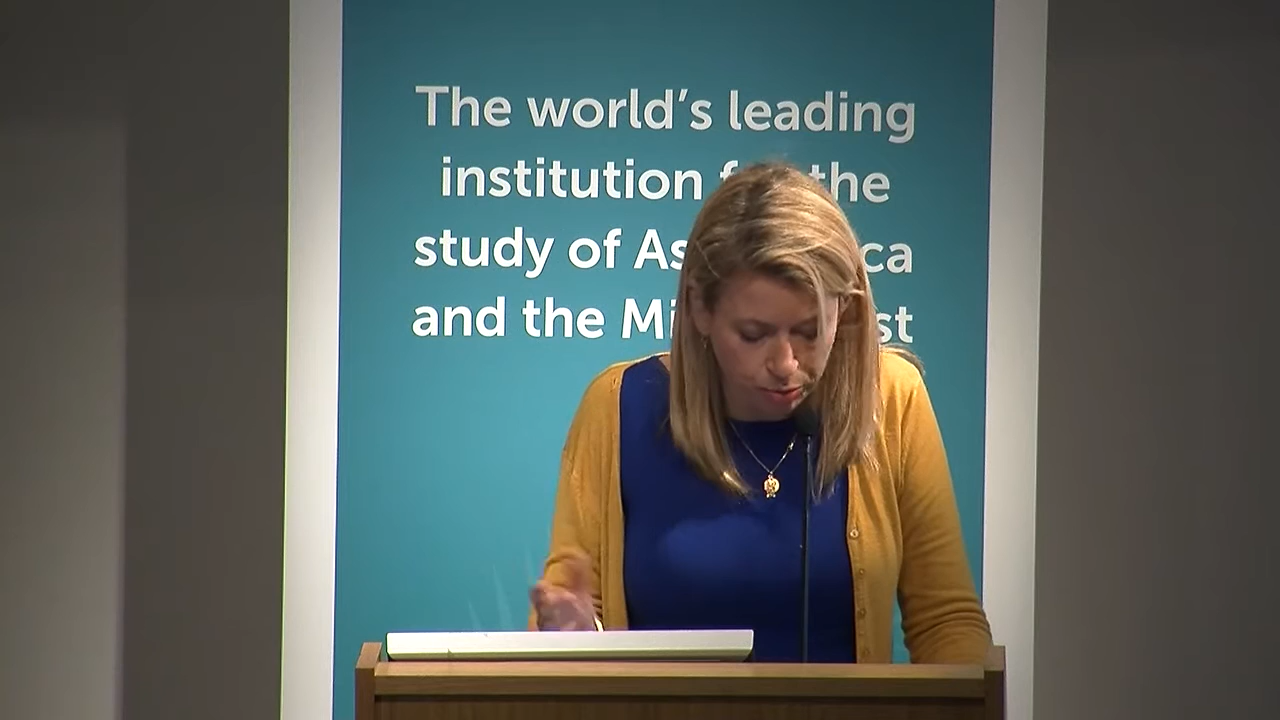 The world's leading
institution the
study of
and the